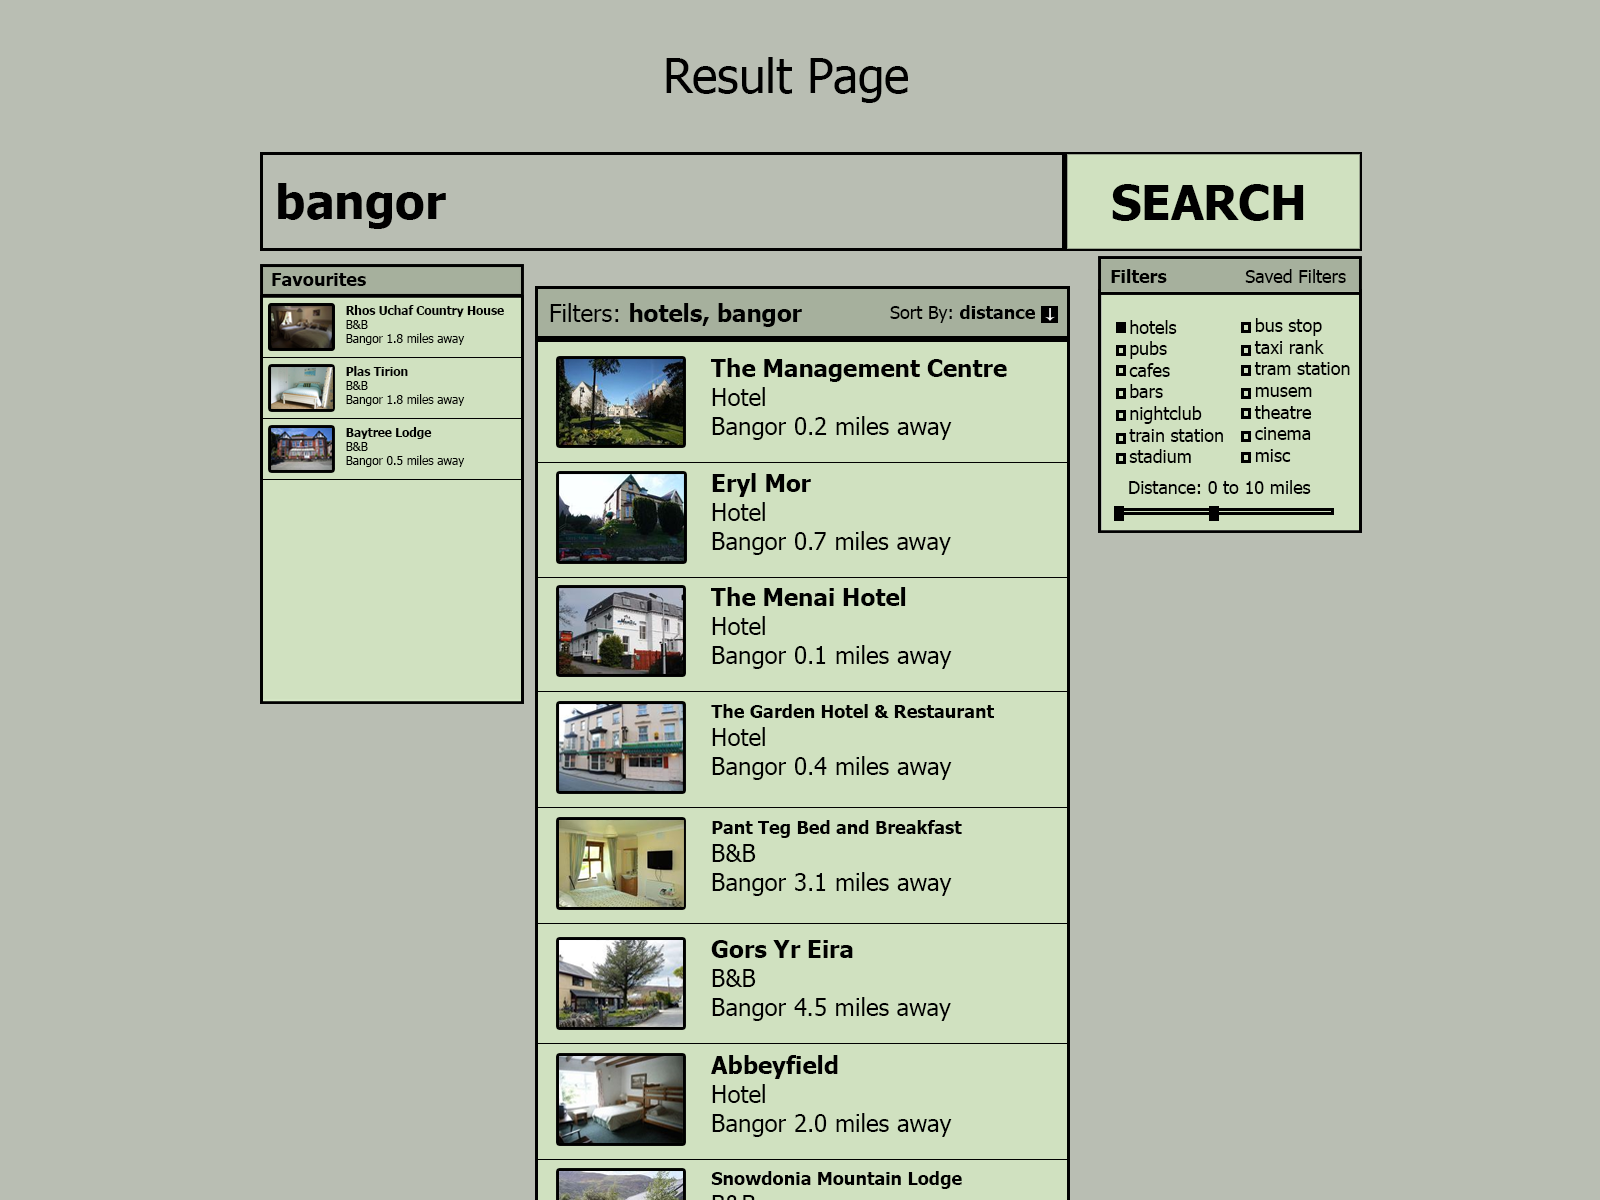 Result Page
bangor
SEARCH
Favourites
Rhos Uchaf Country House
B&B
Bangor 1.8 miles away
Plas Tirion
B&B
Bangor 1.8 miles away
Baytree Lodge
B&B
Bangor 0.5 miles away
Filters: hotels, bangor
Sort By: distance ↓
The Management Centre
Hotel
Bangor 0.2 miles away
Eryl Mor
Hotel
Bangor 0.7 miles away
The Menai Hotel
Hotel
Bangor 0.1 miles away
The Garden Hotel & Restaurant
Hotel
Bangor 0.4 miles away
Pant Teg Bed and Breakfast
B&B
Bangor 3.1 miles away
Gors Yr Eira
B&B
Bangor 4.5 miles away
Abbeyfield
Hotel
Bangor 2.0 miles away
Snowdonia Mountain Lodge
B&B
Filters
Saved Filters
hotels
pubs
cafes
bars
nightclub
train station
stadium
bus stop
taxi rank
tram station
musem
theatre
cinema
misc
Distance: 0 to 10 miles